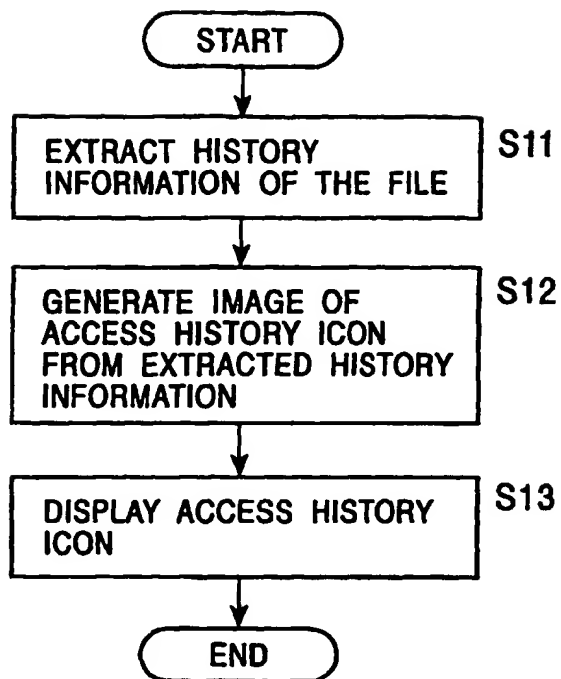 START
EXTRACT HISTORY
INFORMATION OF THE FILE
S11
GENERATE IMAGE OF
ACCESS HISTORY ICON
FROM EXTRACTED HISTORY
INFORMATION
S12
DISPLAY ACCESS HISTORY
ICON
S13
END